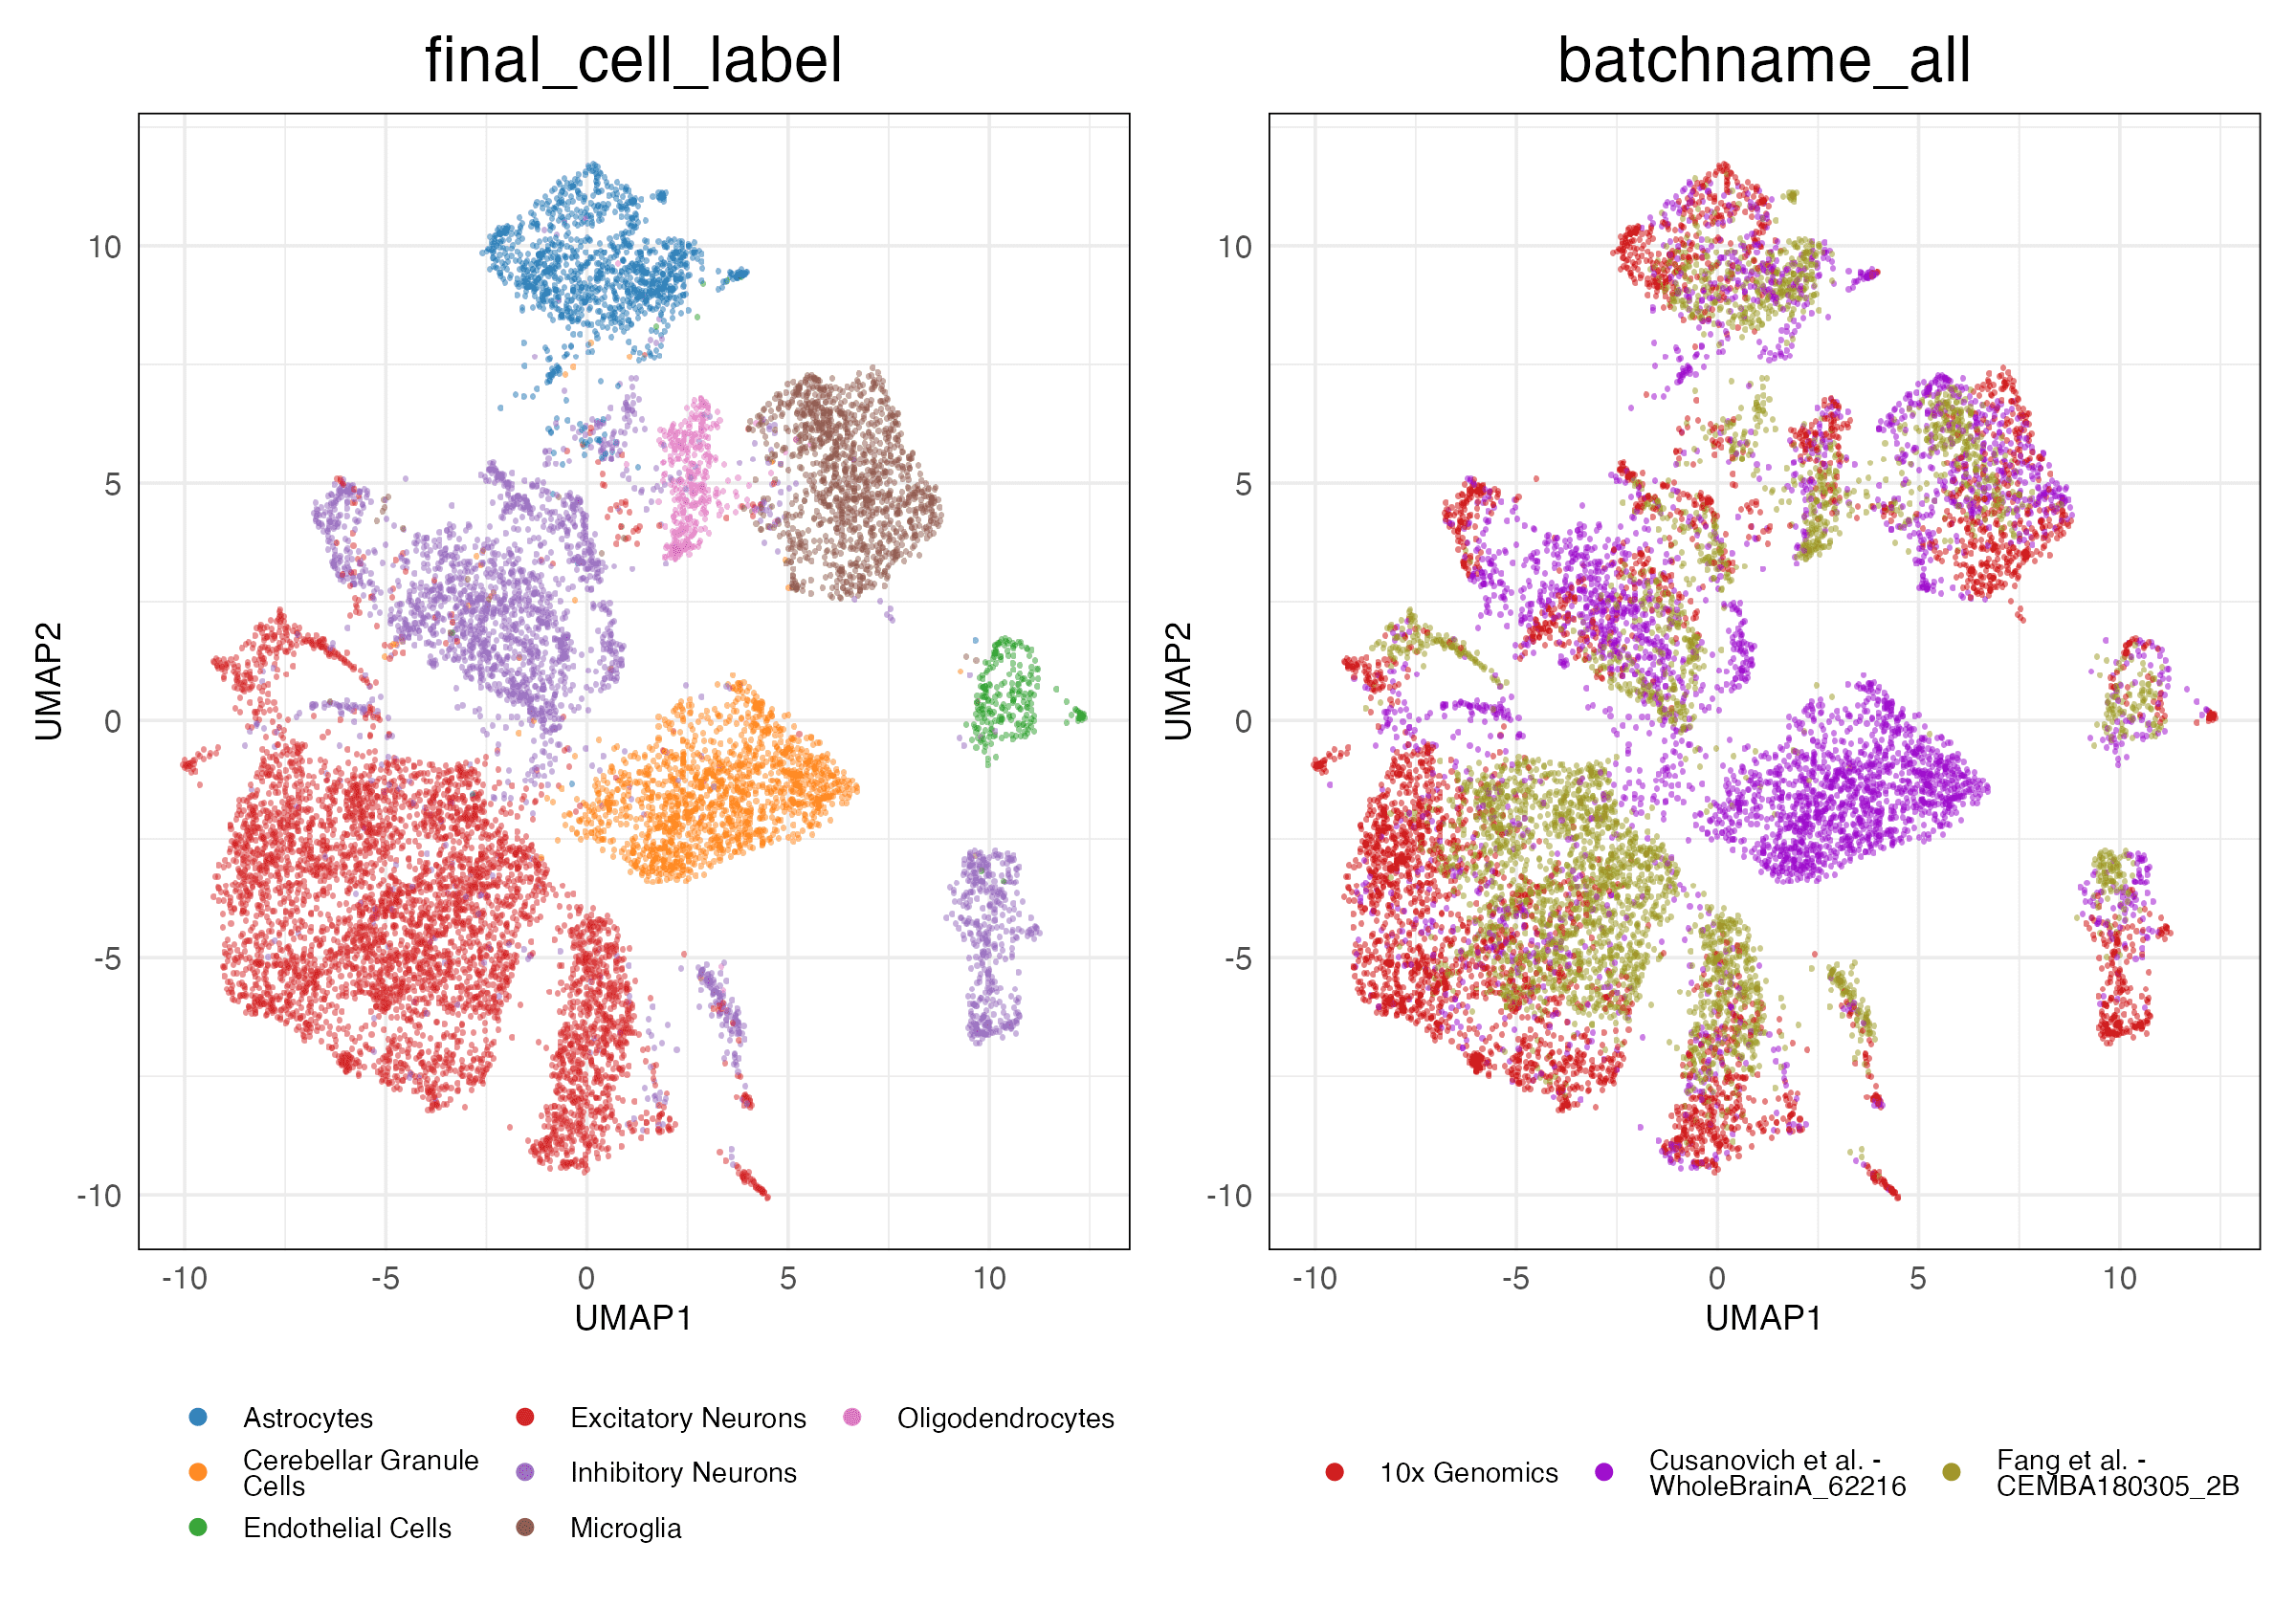 final_cell_label
batchname_all
UMAP2
10
5
0
-5
-10
-10
-5
0
5
10
UMAP1
UMAP2
10
5
0
-5
-10
-10
-5
0
5
10
UMAP1
Astrocytes
Cerebellar Granule
Cells
Endothelial Cells
Excitatory Neurons
Inhibitory Neurons
Microglia
Oligodendrocytes
10x Genomics
Cusanovich et al. -
WholeBrainA_62216
Fang et al. -
CEMBA180305_2B